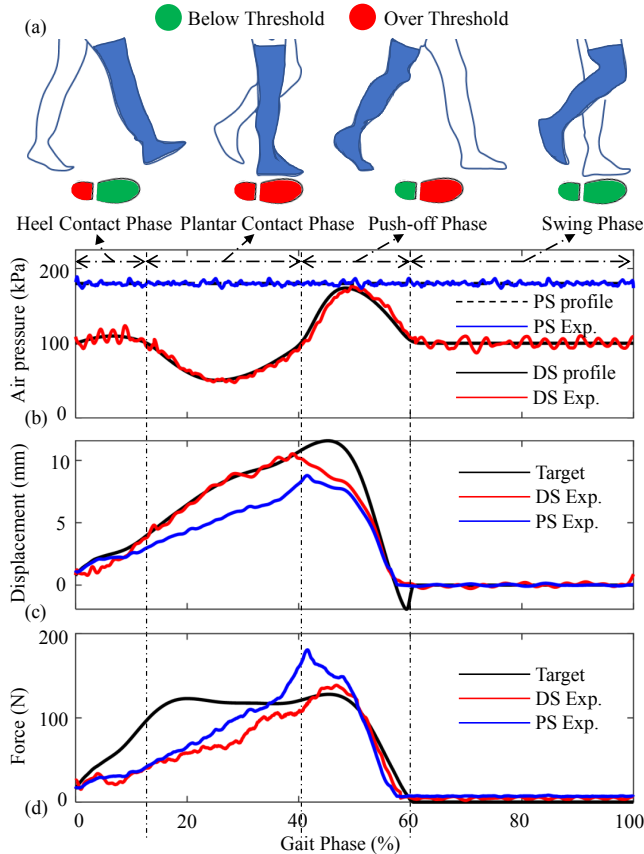 (a)
Below Threshold
Over Threshold
Heel Contact Phase
Plantar Contact Phase
Push-off Phase
Swing Phase
Air pressure (kPa)
200
100
0
PS profile
PS Exp.
DS profile
DS Exp.
(b)
Displacement (mm)
10
5
0
Target
DS Exp.
PS Exp.
(c)
Force (N)
200
100
0
Target
DS Exp.
PS Exp.
(d)
0
20
40
60
80
100
Gait Phase (%)